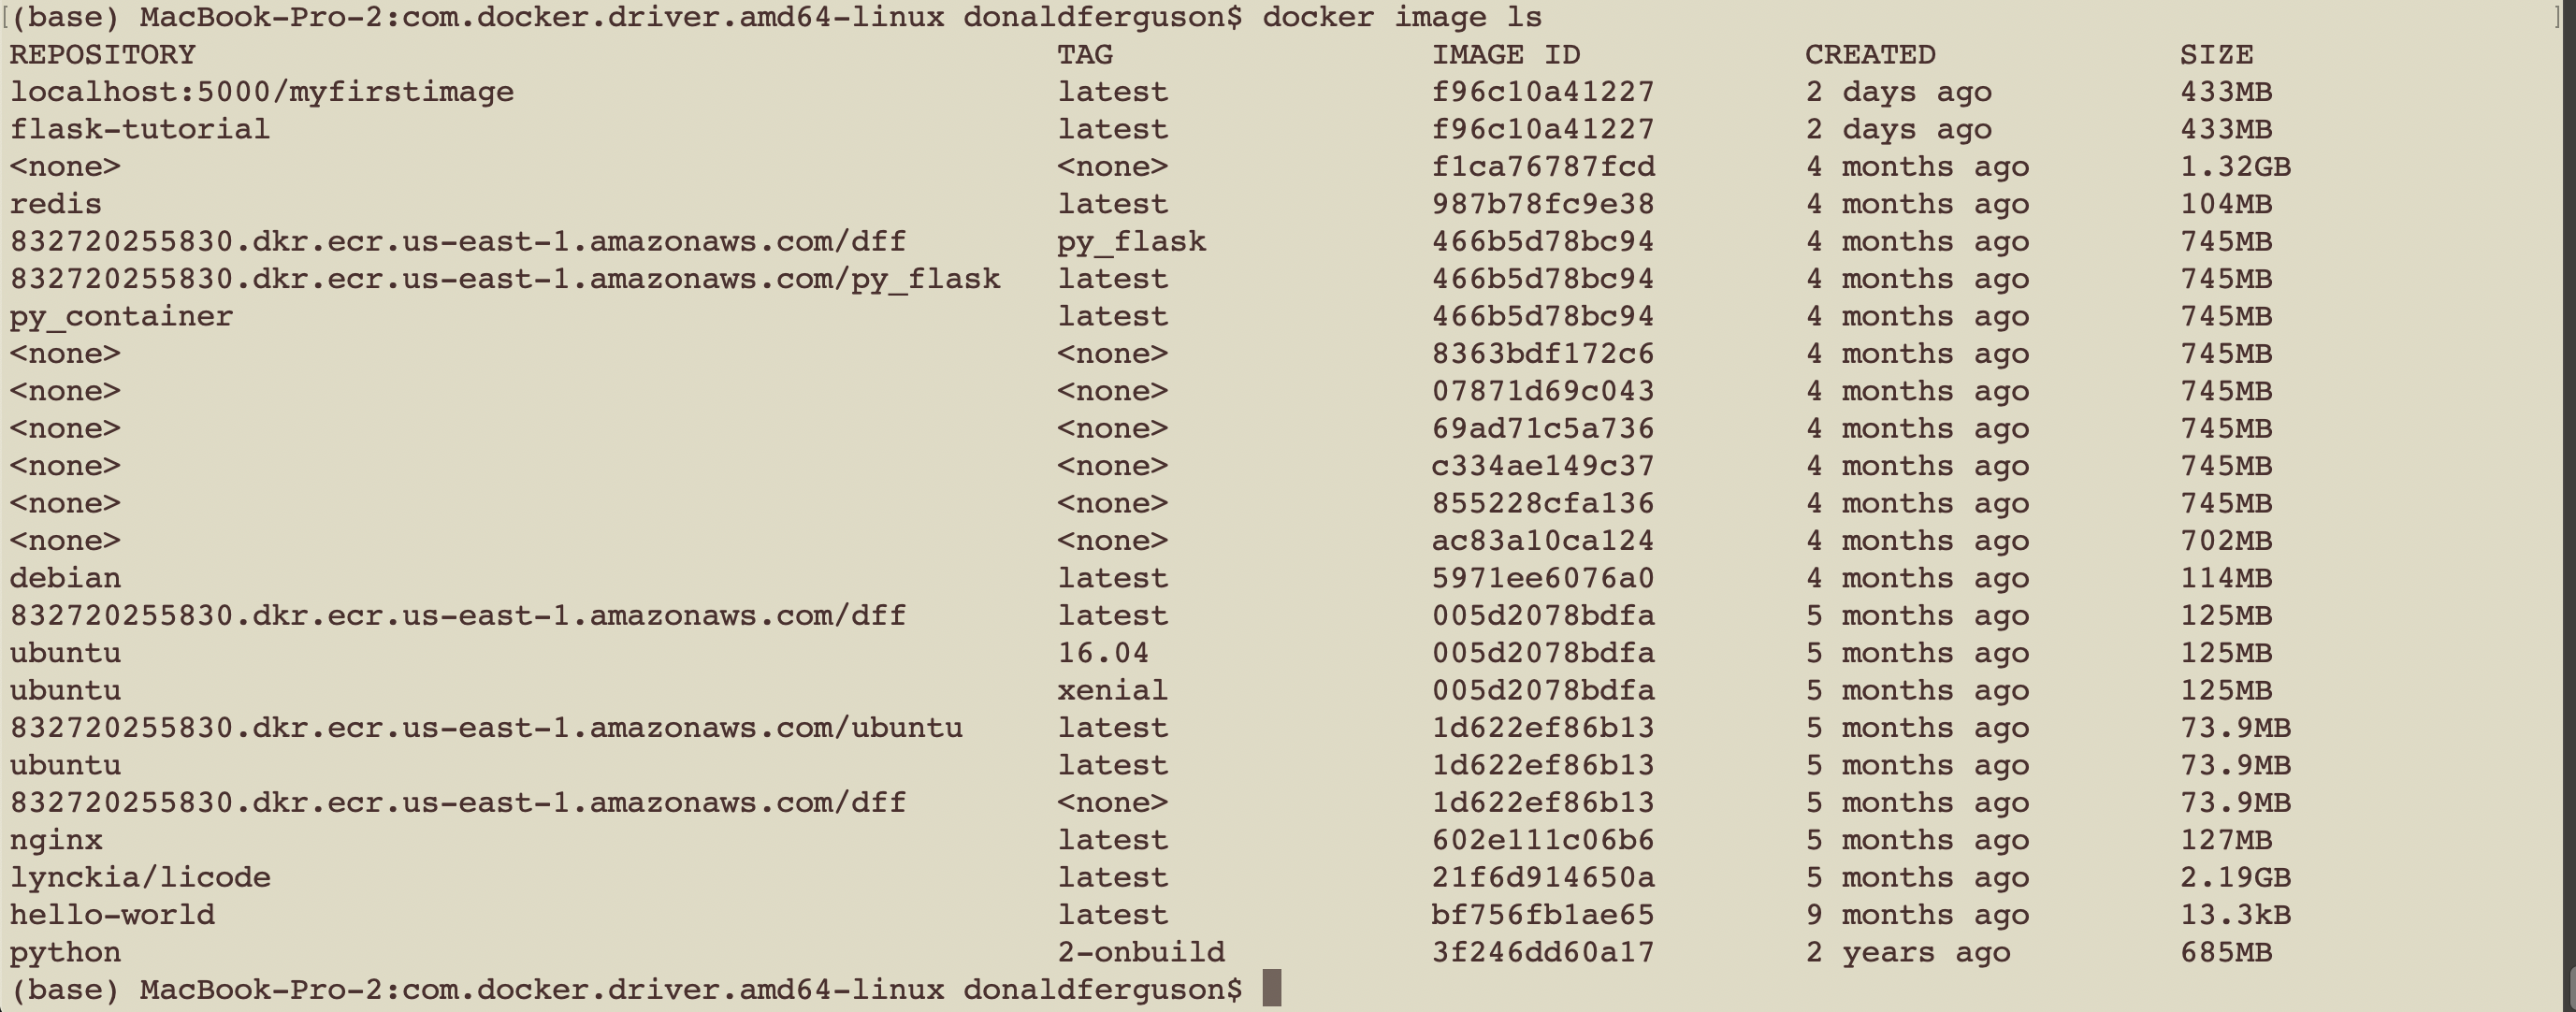 [(base) MacBook-Pro-2:com.docker.driver.amd64-linux donaldferguson$ docker image ls ]
REPOSITORY TAG IMAGE ID CREATED SIZE
localhost:5000/myfirstimage latest f96c10a41227 2 days ago 433MB
flask-tutorial latest f96c10a41227 2 days ago 433MB
<none> <none> f1ca76787fcd 4 months ago 1.32GB
redis latest 987b78fc9e38 4 months ago 104MB
832720255830.dkr.ecr.us-east-1.amazonaws.com/dff py_flask 466b5d78bc94 4 months ago 745MB
832720255830.dkr.ecr.us-east-1.amazonaws.com/py_flask latest 466b5d78bc94 4 months ago 745MB
py_container latest 466b5d78bc94 4 months ago 745MB
<none> <none> 8363bdf172c6 4 months ago 745MB
<none> <none> 07871d69c043 4 months ago 745MB
<none> <none> 69ad71c5a736 4 months ago 745MB
<none> <none> c334ae149c37 4 months ago 745MB
<none> <none> 855228cfa136 4 months ago 745MB
<none> <none> ac83a10ca124 4 months ago 702MB
debian latest 5971ee6076a0 4 months ago 114MB
832720255830.dkr.ecr.us-east-1.amazonaws.com/dff latest 005d2078bdfa 5 months ago 125MB
ubuntu 16.04 005d2078bdfa 5 months ago 125MB
ubuntu xenial 005d2078bdfa 5 months ago 125MB
832720255830.dkr.ecr.us-east-1.amazonaws.com/ubuntu latest 1d622ef86b13 5 months ago 73.9MB
ubuntu latest 1d622ef86b13 5 months ago 73.9MB
832720255830.dkr.ecr.us-east-1.amazonaws.com/dff <none> 1d622ef86b13 5 months ago 73.9MB
nginx latest 602e111c06b6 5 months ago 127MB
lynckia/licode latest 21f6d914650a 5 months ago 2.19GB
hello-world latest bf756fb1ae65 9 months ago 13.3kB
python 2-onbuild 3f246dd60a17 2 years ago 685MB
(base) MacBook-Pro-2:com.docker.driver.amd64-linux donaldferguson$